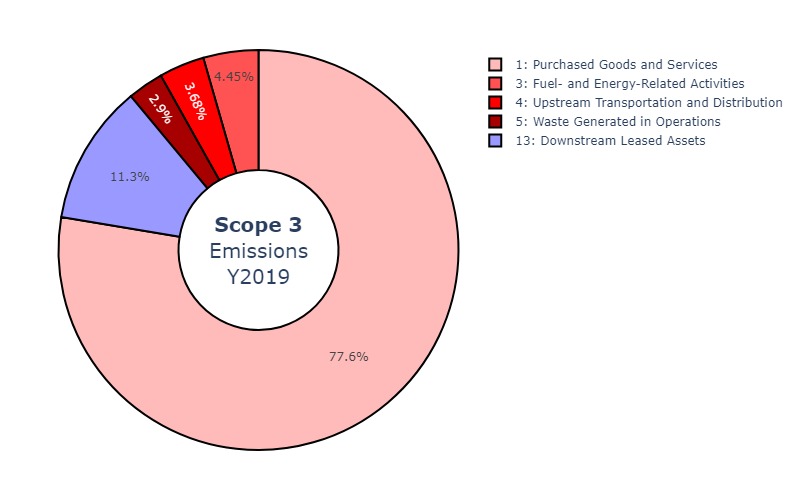 4.45%
3.68%
2.9%
11.3%
77.6%
Scope 3
Emissions
Y2019
1: Purchased Goods and Services
3: Fuel- and Energy-Related Activities
4: Upstream Transportation and Distribution
5: Waste Generated in Operations
13: Downstream Leased Assets